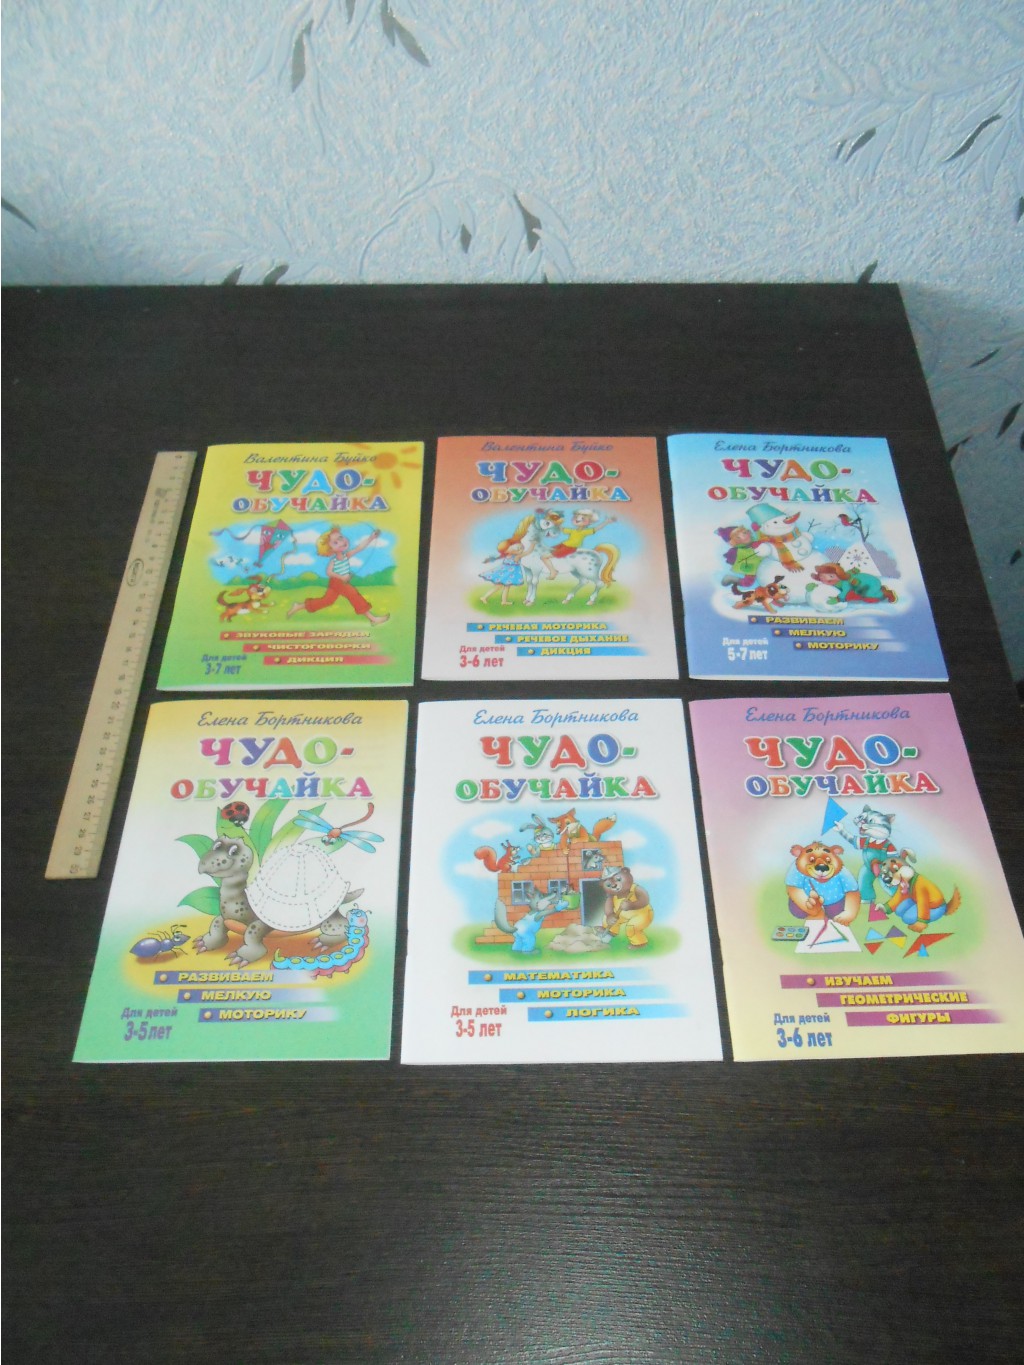 Валентина Буйко
ЧУДО-
ОБУЧАЙКА
ЗВУКОВЫЕ ЗАРЯДКИ
ЧИСТОГОВОРКИ
ДИКЦИЯ
Для детей
3-7 лет
Валентина Буйко
ЧУДО-
ОБУЧАЙКА
РЕЧЕВАЯ МОТОРИКА
РЕЧЕВОЕ ДЫХАНИЕ
ДИКЦИЯ
Для детей
3-6 лет
Елена Бортникова
ЧУДО-
ОБУЧАЙКА
РАЗВИВАЕМ
МЕЛКУЮ
МОТОРИКУ
Для детей
5-7 лет
Елена Бортникова
ЧУДО-
ОБУЧАЙКА
РАЗВИВАЕМ
МЕЛКУЮ
МОТОРИКУ
Для детей
3-5 лет
Елена Бортникова
ЧУДО-
ОБУЧАЙКА
МАТЕМАТИКА
МОТОРИКА
ЛОГИКА
Для детей
3-5 лет
Елена Бортникова
ЧУДО-
ОБУЧАЙКА
ИЗУЧАЕМ
ГЕОМЕТРИЧЕСКИЕ
ФИГУРЫ
Для детей
3-6 лет